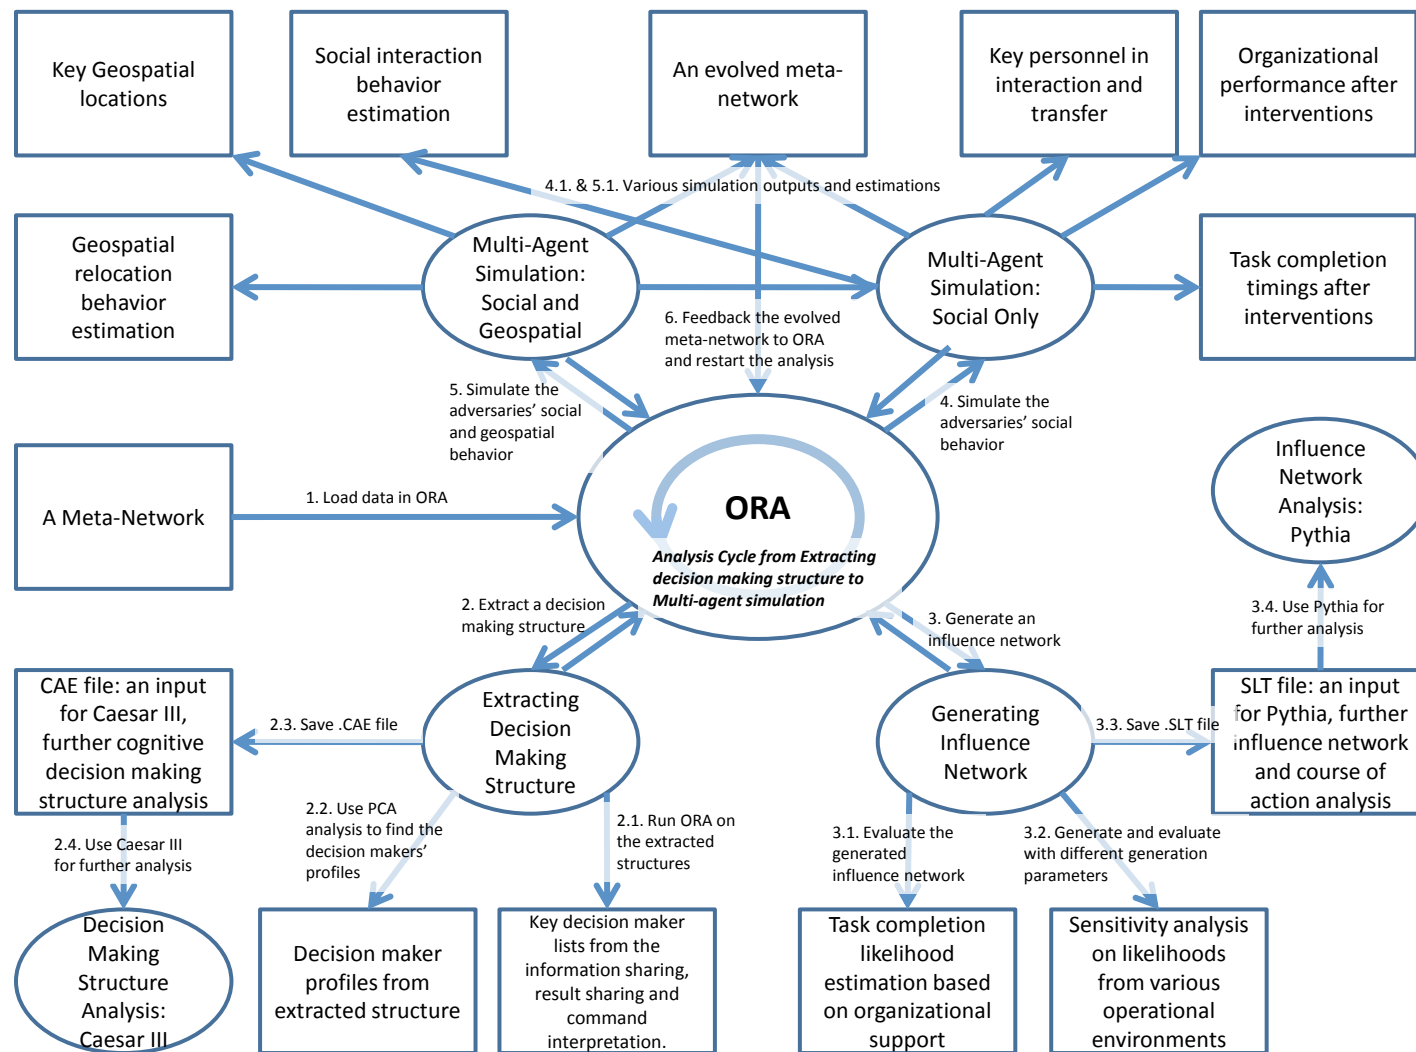 Key Geospatial
locations
Social interaction
behavior
estimation
An evolved meta-
network
Key personnel in
interaction and
transfer
Organizational
performance after
interventions
4.1. & 5.1. Various simulation outputs and estimations
Geospatial
relocation
behavior
estimation
Multi-Agent
Simulation:
Social and
Geospatial
Multi-Agent
Simulation:
Social Only
Task completion
timings after
interventions
6. Feedback the evolved
meta-network to ORA
and restart the analysis
5. Simulate the
adversaries’ social
and geospatial
behavior
4. Simulate the
adversaries’ social
behavior
A Meta-Network
1. Load data in ORA
ORA
Analysis Cycle from Extracting
decision making structure to
Multi-agent simulation
Influence
Network
Analysis:
Pythia
2. Extract a decision
making structure
3. Generate an
influence network
3.4. Use Pythia for
further analysis
CAE file: an input
for Caesar III,
further cognitive
decision making
structure analysis
2.3. Save .CAE file
Extracting
Decision
Making
Structure
Generating
Influence
Network
3.3. Save .SLT file
SLT file: an input
for Pythia, further
influence network
and course of
action analysis
2.4. Use Caesar III
for further analysis
2.2. Use PCA
analysis to find the
decision makers’
profiles
2.1. Run ORA on
the extracted
structures
3.1. Evaluate the
generated
influence network
3.2. Generate and evaluate
with different generation
parameters
Decision
Making
Structure
Analysis:
Caesar III
Decision maker
profiles from
extracted structure
Key decision maker
lists from the
information sharing,
result sharing and
command
interpretation.
Task completion
likelihood
estimation based
on organizational
support
Sensitivity analysis
on likelihoods
from various
operational
environments